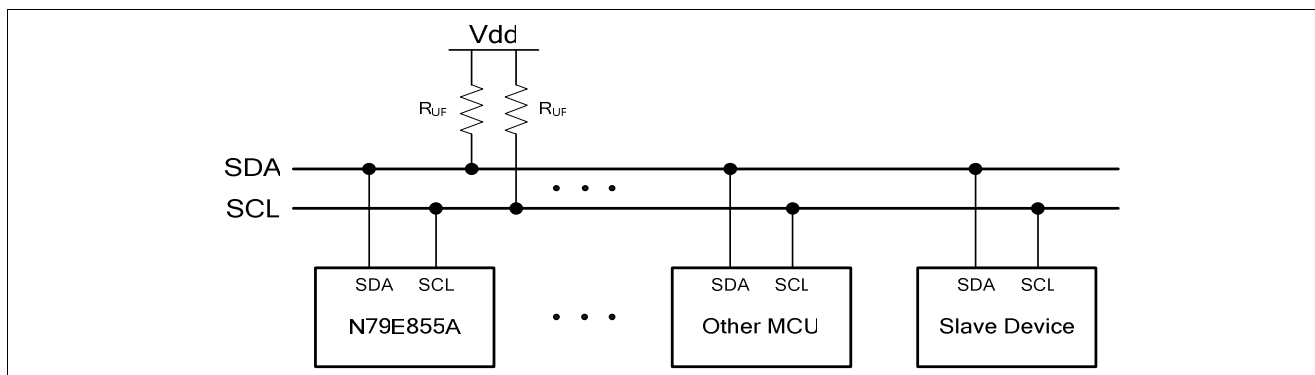 Vdd
RUF RUF
SDA
SCL
SDA SCL SDA SCL SDA SCL
N79E855A Other MCU Slave Device